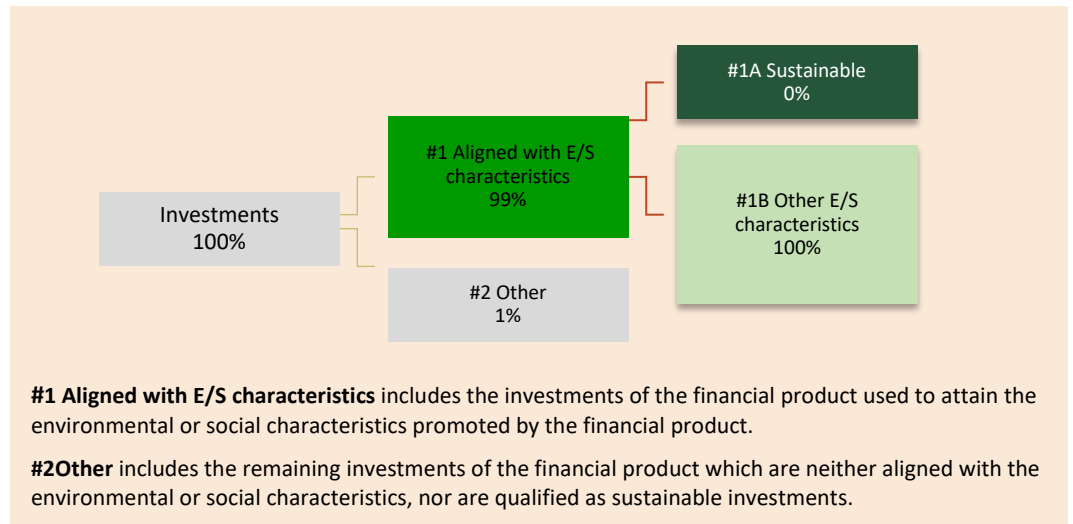 #1A Sustainable
0%
#1 Aligned with E/S
characteristics
99%
Investments
100%
#1B Other E/S
characteristics
100%
#2 Other
1%
#1 Aligned with E/S characteristics includes the investments of the financial product used to attain the
environmental or social characteristics promoted by the financial product.
#2Other includes the remaining investments of the financial product which are neither aligned with the
environmental or social characteristics, nor are qualified as sustainable investments.